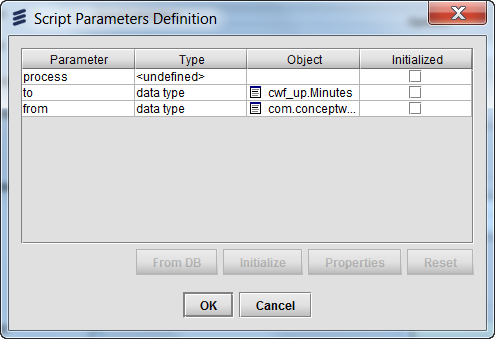 Script Parameters Definition
Parameter Type Object Initialized
process <undefined>
to data type cwf_up.Minutes
from data type com.conceptw...
From DB Initialize Properties Reset
OK Cancel